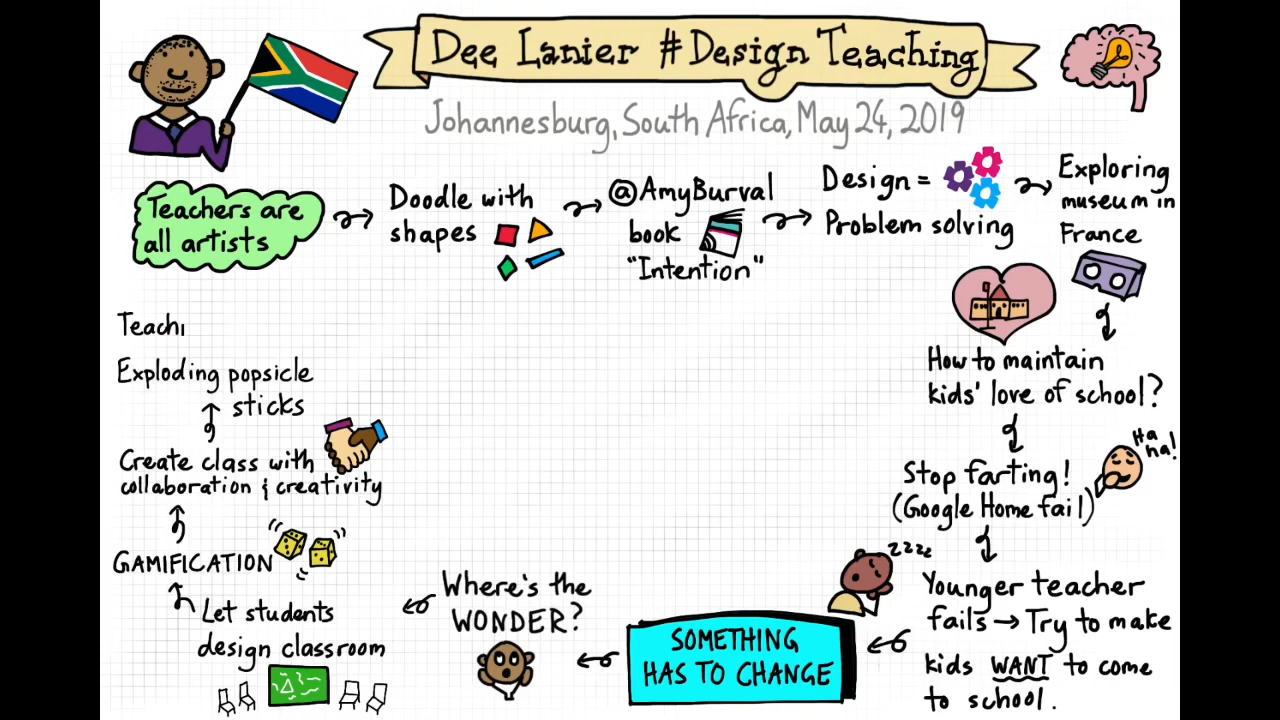 Dee Lanier #Design Teaching
Johannesburg, South Africa, May 24, 2019
Teachers are
all artists
Doodle with
shapes
@AmyBurval
book
"Intention"
Design =
Problem solving
Exploring
museum in
France
How to maintain
kids' love of school?
Stop farting!
(Google Home fail)
Ha
ha!
Younger teacher
fails → Try to make
kids WANT to come
to school.
zzzz
SOMETHING
HAS TO CHANGE
Where's the
WONDER?
Let students
design classroom
GAMIFICATION
Create class with
collaboration & creativity
Exploding popsicle
sticks
Teachi